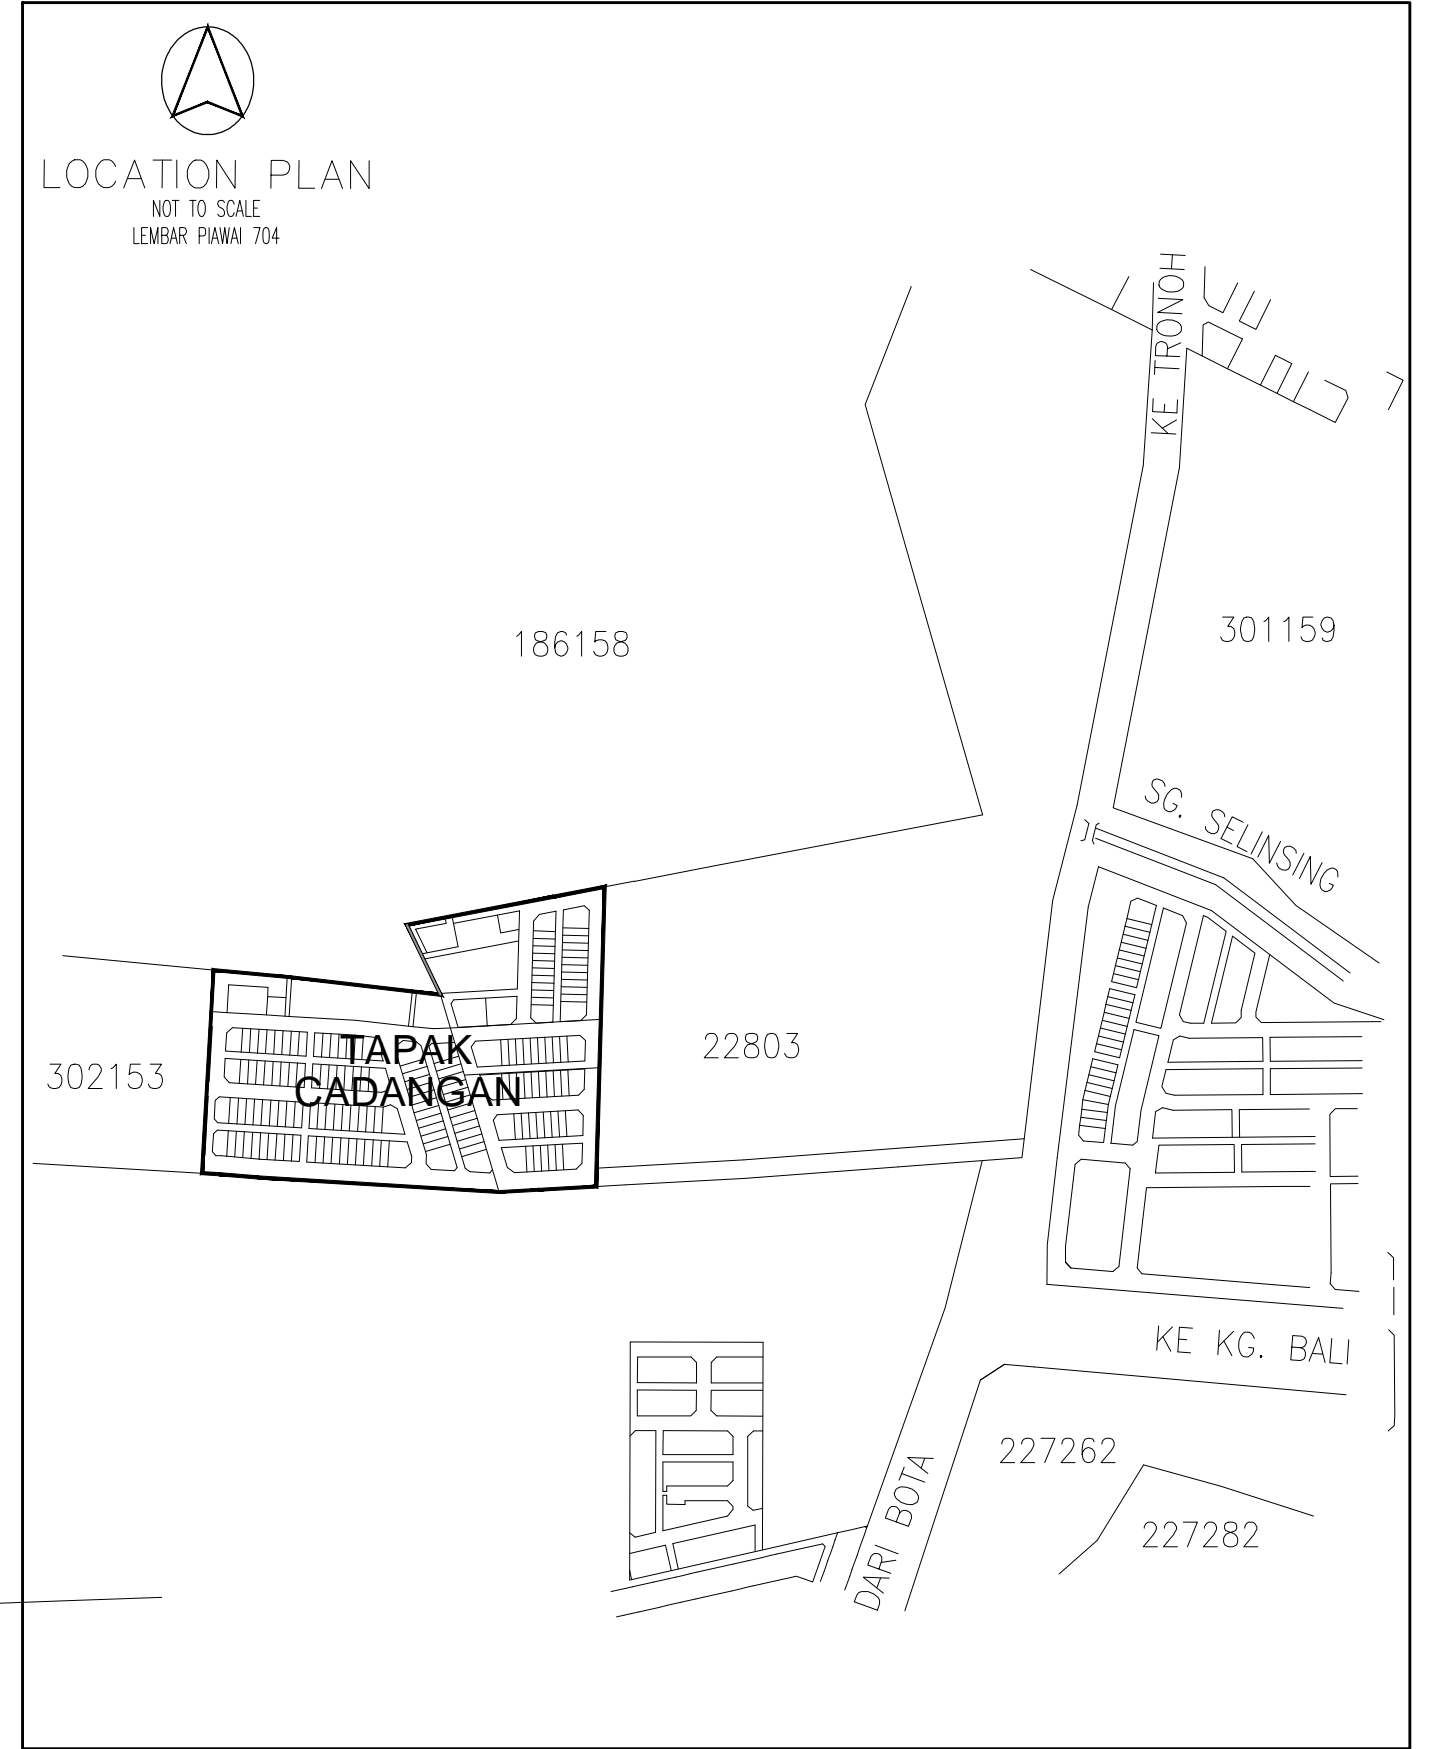 LOCATION PLAN
NOT TO SCALE
LEMBAR PIAWAI 704
KE TRONOH
186158
301159
SG. SELINSING
302153
TAPAK
CADANGAN
22803
KE KG. BALI
DARI BOTA
227262
227282